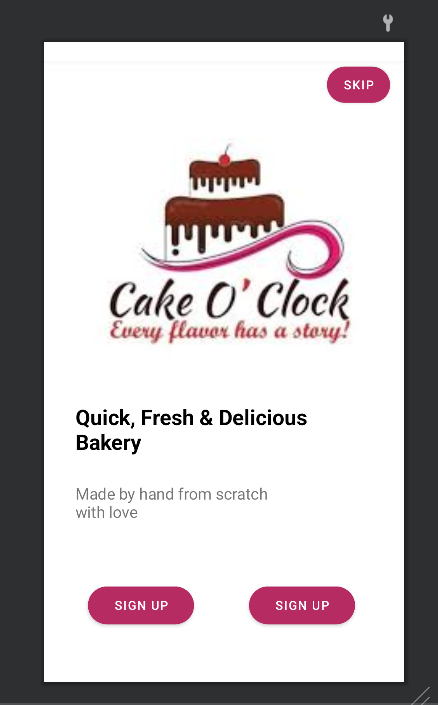 SKIP
Cake O' Clock
Every flavor has a story!
Quick, Fresh & Delicious
Bakery
Made by hand from scratch
with love
SIGN UP
SIGN UP